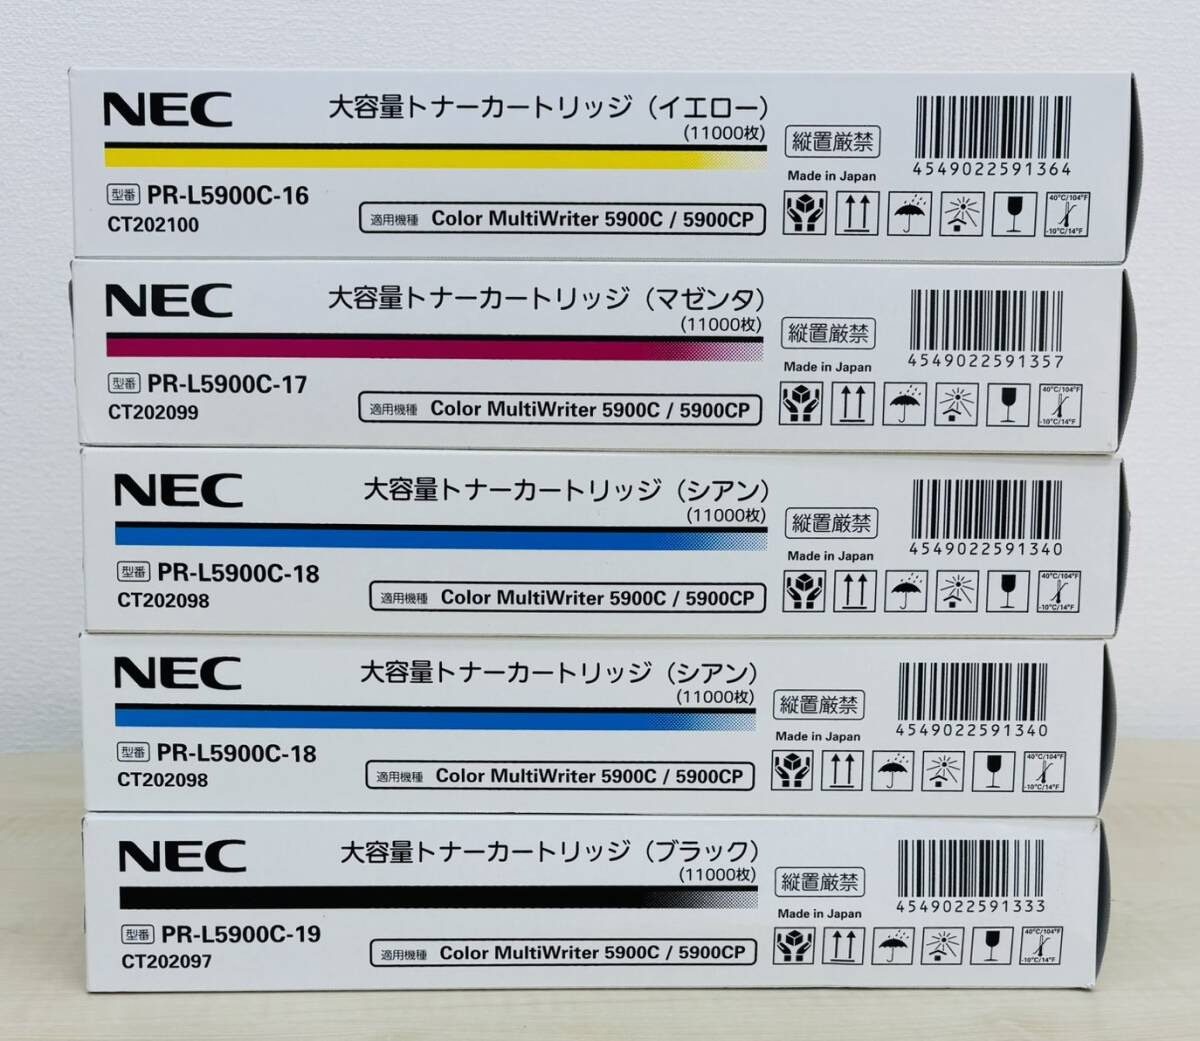 NEC
大容量トナーカートリッジ（イエロー）
(11000枚)
縦置厳禁
4549022591364
Made in Japan
型番 PR-L5900C-16
CT202100
適用機種 Color MultiWriter 5900C / 5900CP
40°C/104°F
-10°C/14°F
NEC
大容量トナーカートリッジ（マゼンタ）
(11000枚)
縦置厳禁
4549022591357
Made in Japan
型番 PR-L5900C-17
CT202099
適用機種 Color MultiWriter 5900C / 5900CP
40°C/104°F
-10°C/14°F
NEC
大容量トナーカートリッジ（シアン）
(11000枚)
縦置厳禁
4549022591340
Made in Japan
型番 PR-L5900C-18
CT202098
適用機種 Color MultiWriter 5900C / 5900CP
40°C/104°F
-10°C/14°F
NEC
大容量トナーカートリッジ（シアン）
(11000枚)
縦置厳禁
4549022591340
Made in Japan
型番 PR-L5900C-18
CT202098
適用機種 Color MultiWriter 5900C / 5900CP
40°C/104°F
-10°C/14°F
NEC
大容量トナーカートリッジ（ブラック）
(11000枚)
縦置厳禁
4549022591333
Made in Japan
型番 PR-L5900C-19
CT202097
適用機種 Color MultiWriter 5900C / 5900CP
40°C/104°F
-10°C/14°F